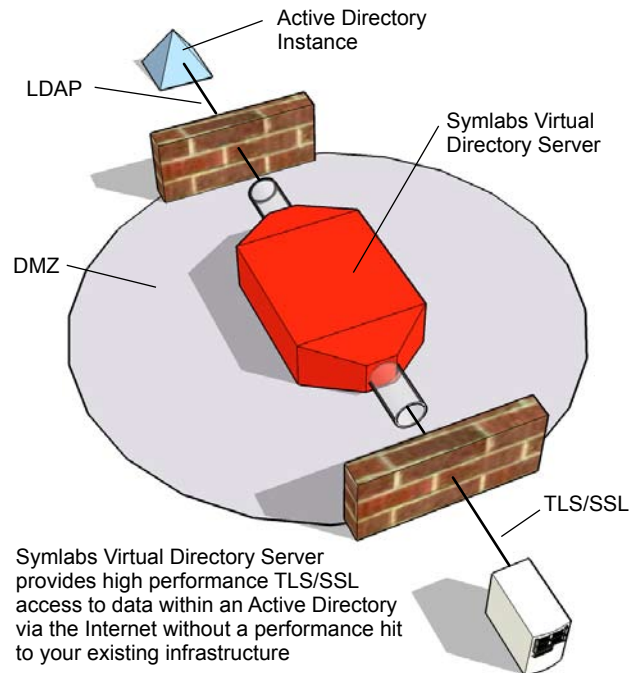 Active Directory
Instance
LDAP
Symlabs Virtual
Directory Server
DMZ
TLS/SSL
Symlabs Virtual Directory Server
provides high performance TLS/SSL
access to data within an Active Directory
via the Internet without a performance hit
to your existing infrastructure